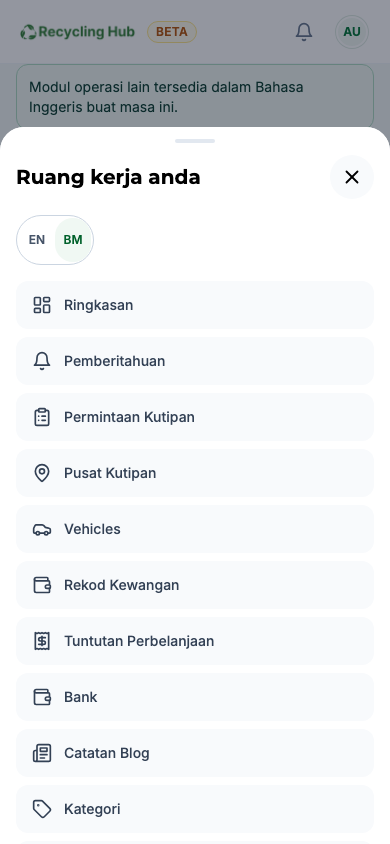 Recycling Hub BETA AU
Modul operasi lain tersedia dalam Bahasa
Inggeris buat masa ini.
Ruang kerja anda
EN BM
Ringkasan
Pemberitahuan
Permintaan Kutipan
Pusat Kutipan
Vehicles
Rekod Kewangan
Tuntutan Perbelanjaan
Bank
Catatan Blog
Kategori